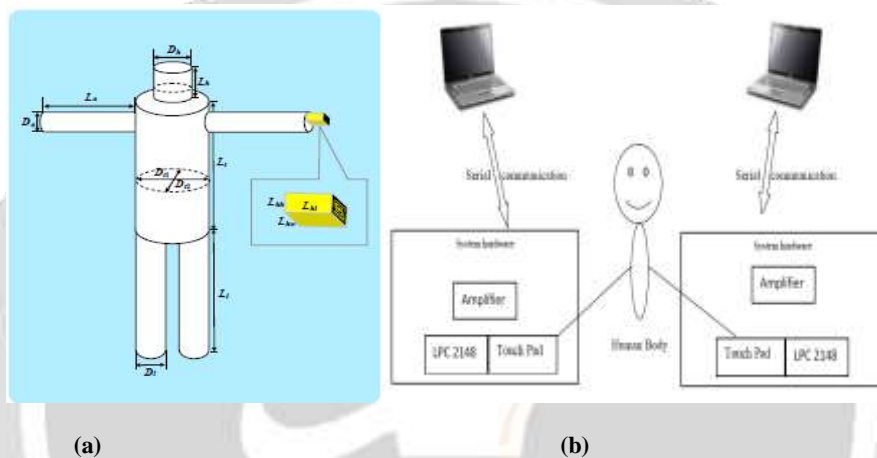 Dh
Lh
La
Da
Lt
Dt1
Dt2
Lhh
Lhl
Lhw
Ll
Dl
Serial communication
Serial communication
System hardware
Amplifier
LPC 2148
Touch Pad
Human Body
System hardware
Amplifier
Touch Pad
LPC 2148
(a)
(b)